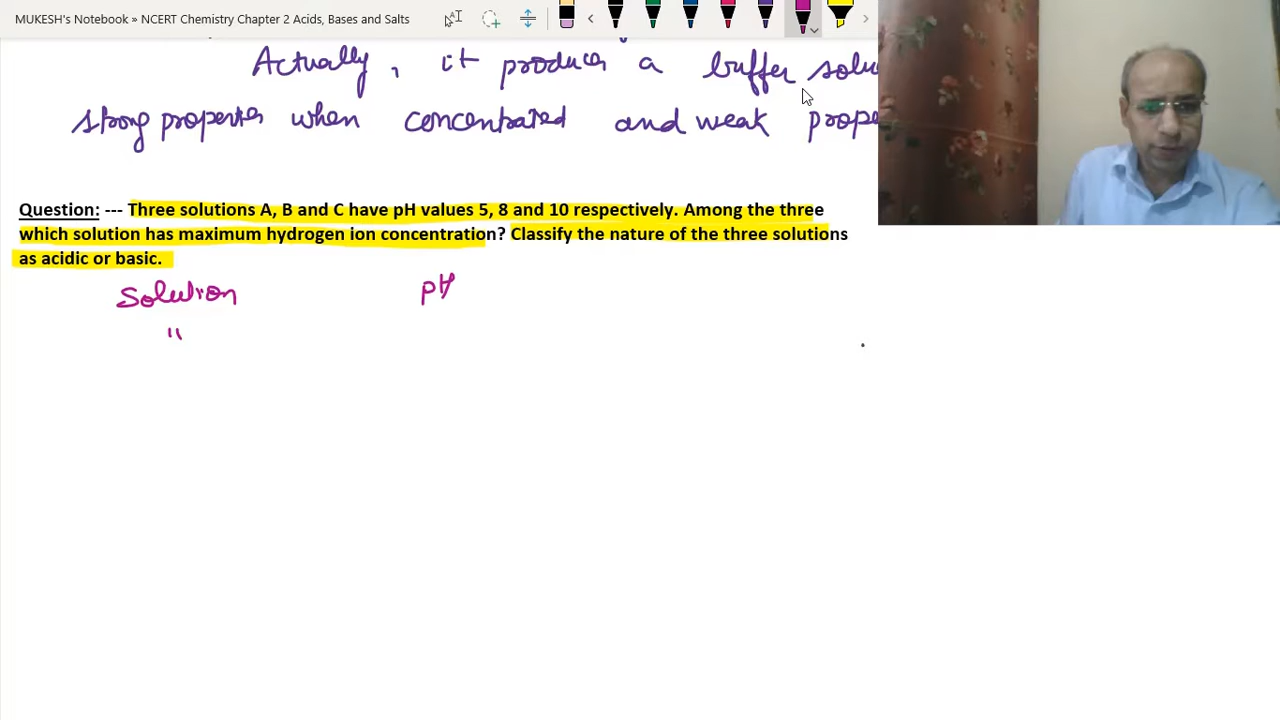 MUKESH's Notebook » NCERT Chemistry Chapter 2 Acids, Bases and Salts
Actually, it produces a buffer solu
strong properties when concentrated and weak prope
Question: --- Three solutions A, B and C have pH values 5, 8 and 10 respectively. Among the three
which solution has maximum hydrogen ion concentration? Classify the nature of the three solutions
as acidic or basic.
Solution pH
"